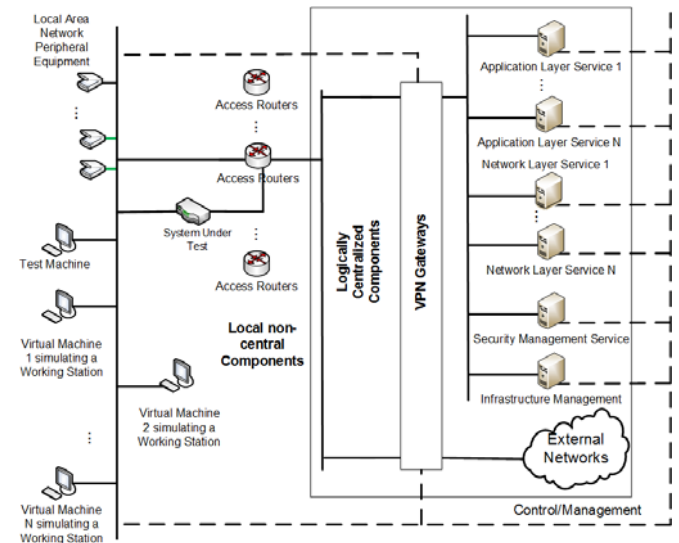 Local Area
Network
Peripheral
Equipment
Access Routers
Access Routers
System Under
Test
Test Machine
Access Routers
Virtual Machine
1 simulating a
Working Station
Local non-
central
Components
Virtual Machine
2 simulating a
Working Station
Virtual Machine
N simulating a
Working Station
Logically
Centralized
Components
VPN Gateways
Application Layer Service 1
Application Layer Service N
Network Layer Service 1
Network Layer Service N
Security Management Service
Infrastructure Management
External
Networks
Control/Management